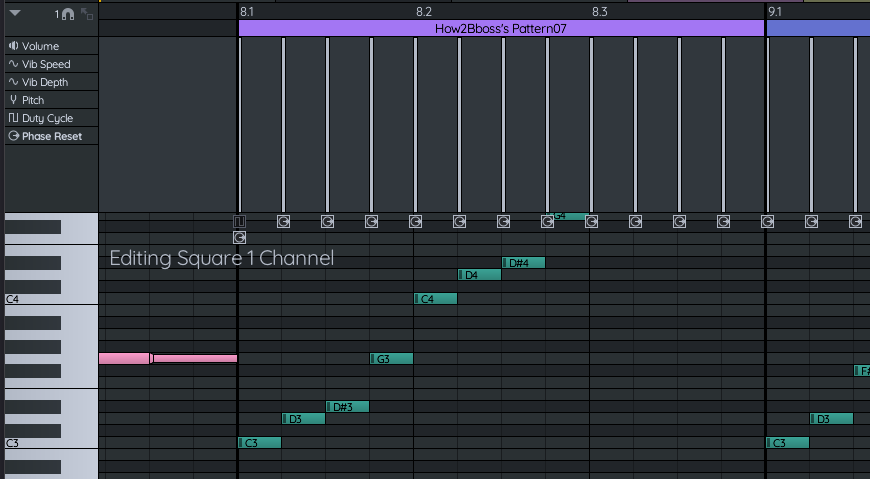 1
8.1 8.2 8.3 9.1
How2Bboss's Pattern07
Volume
Vib Speed
Vib Depth
Pitch
Duty Cycle
Phase Reset
G4
Editing Square 1 Channel
D#4
D4
C4 C4
G3
F#
D#3
D3 D3
C3 C3 C3